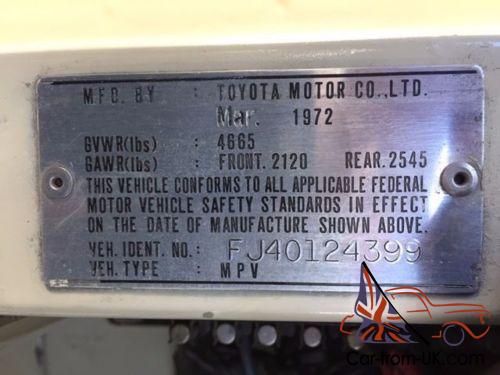 MFD. BY : TOYOTA MOTOR CO.,LTD.
Mar. 1972
GVWR(lbs) : 4665
GAWR(lbs) : FRONT.2120 REAR.2545
THIS VEHICLE CONFORMS TO ALL APPLICABLE FEDERAL
MOTOR VEHICLE SAFETY STANDARDS IN EFFECT
ON THE DATE OF MANUFACTURE SHOWN ABOVE.
VEH. IDENT. NO.: FJ40124399
VEH. TYPE : MPV
Car-from-UK.com